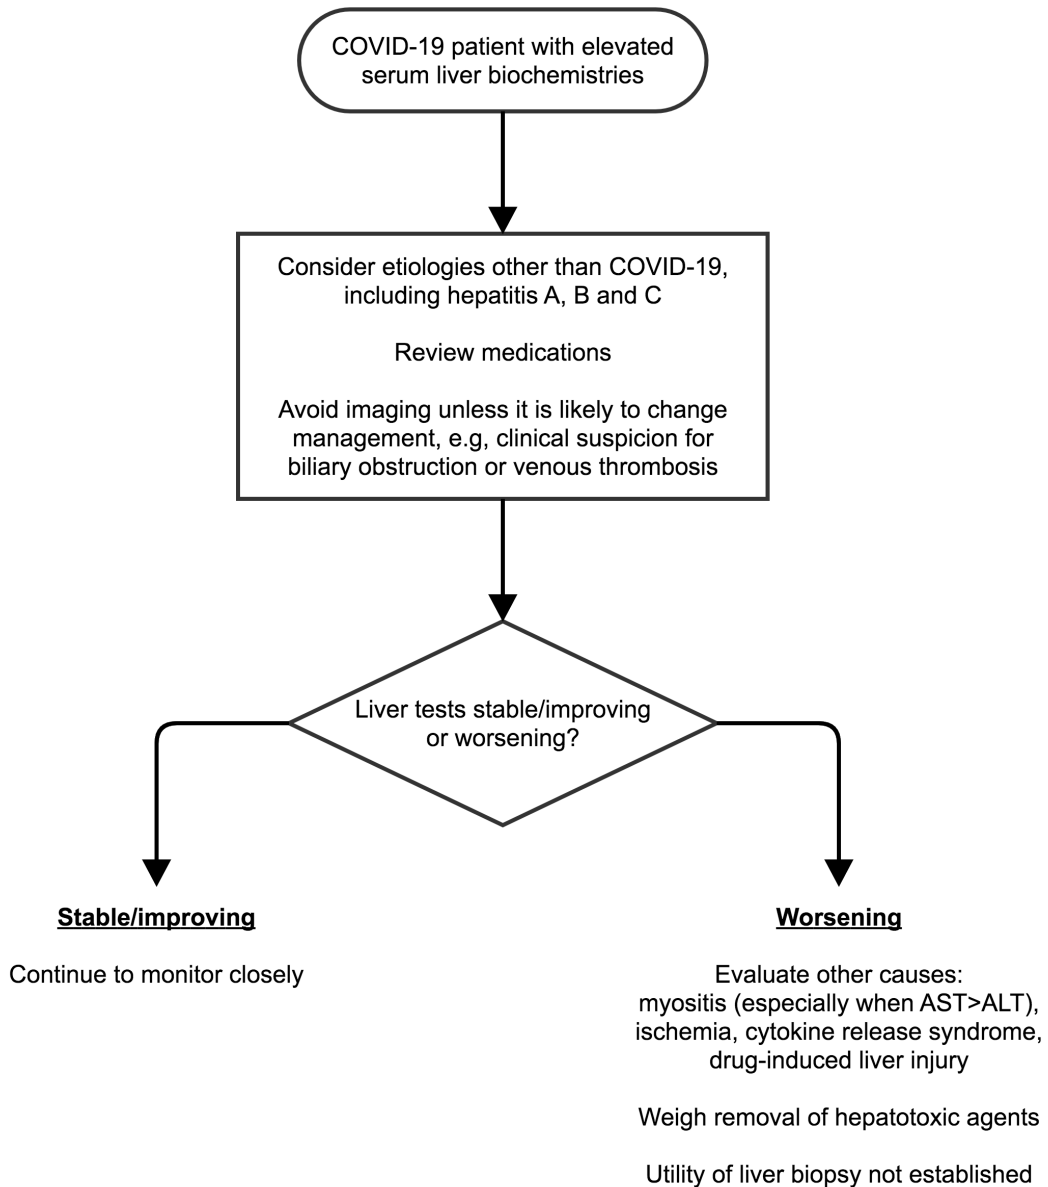 COVID-19 patient with elevated
serum liver biochemistries
Consider etiologies other than COVID-19,
including hepatitis A, B and C
Review medications
Avoid imaging unless it is likely to change
management, e.g, clinical suspicion for
biliary obstruction or venous thrombosis
Liver tests stable/improving
or worsening?
Stable/improving
Continue to monitor closely
Worsening
Evaluate other causes:
myositis (especially when AST>ALT),
ischemia, cytokine release syndrome,
drug-induced liver injury
Weigh removal of hepatotoxic agents
Utility of liver biopsy not established